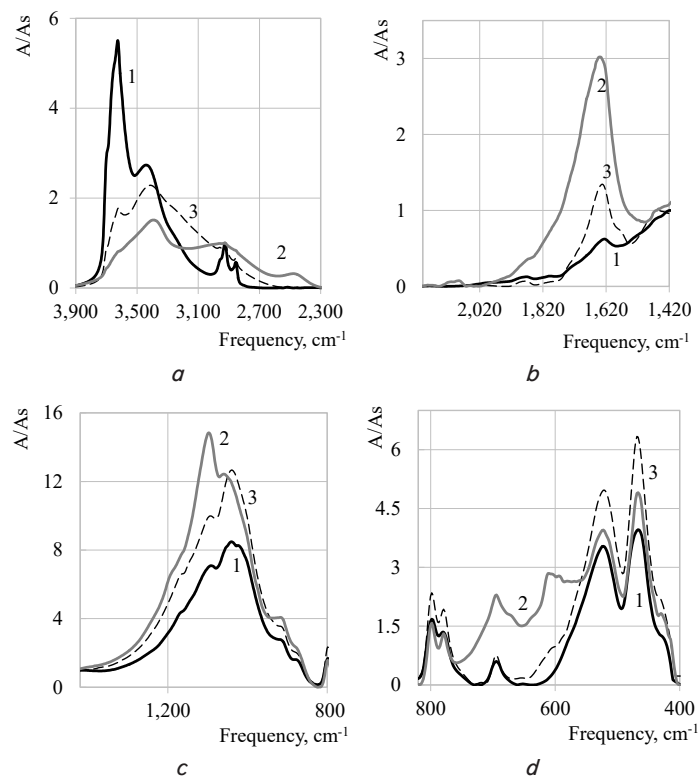 A/As
6
4
2
0
3,900 3,500 3,100 2,700 2,300
Frequency, cm-1
1
3
2
a
A/As
3
2
1
0
2,020 1,820 1,620 1,420
Frequency, cm-1
2
3
1
b
A/As
16
12
8
4
0
1,200 800
Frequency, cm-1
2
3
1
c
A/As
6
4.5
3
1.5
0
800 600 400
Frequency, cm-1
3
2
1
d